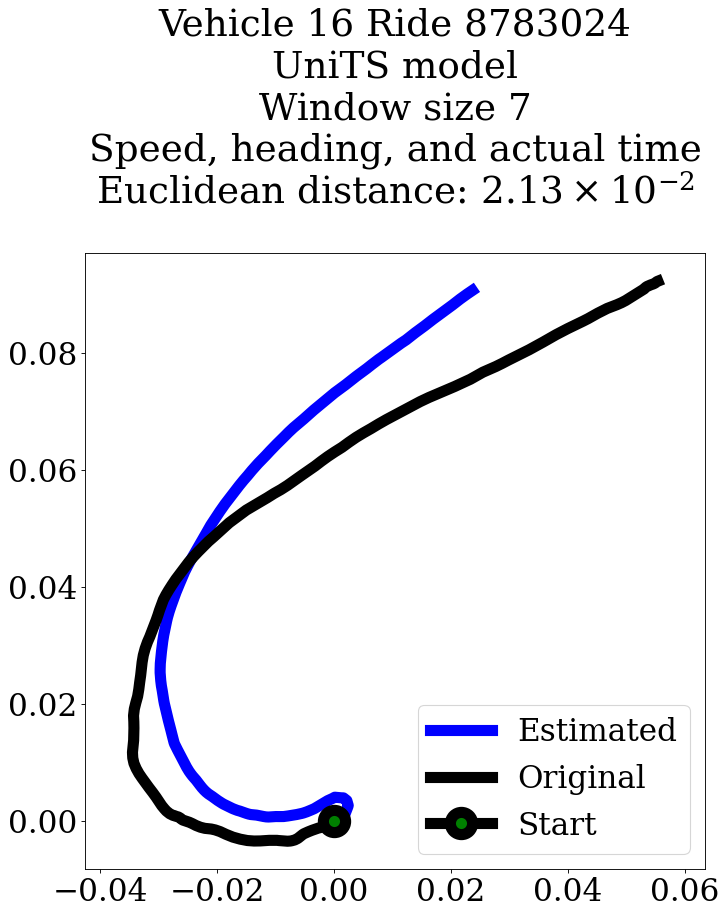 Vehicle 16 Ride 8783024
UniTS model
Window size 7
Speed, heading, and actual time
Euclidean distance: 2.13 × 10⁻²
0.08
0.06
0.04
0.02
0.00
Estimated
Original
Start
−0.04 −0.02 0.00 0.02 0.04 0.06